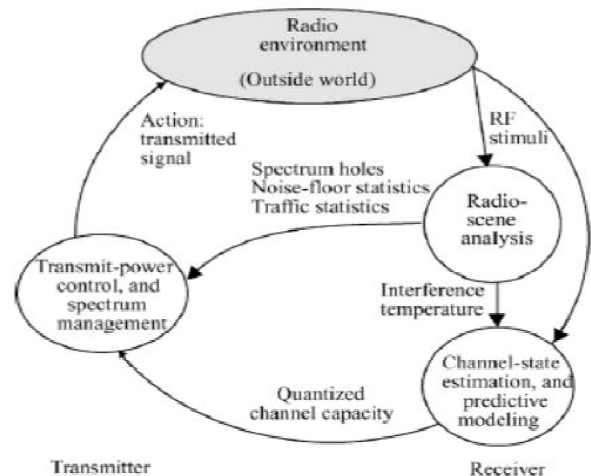 Radio
environment
(Outside world)
Action:
transmitted
signal
RF
stimuli
Spectrum holes
Noise-floor statistics
Traffic statistics
Radio-
scene
analysis
Transmit-power
control, and
spectrum
management
Interference
temperature
Channel-state
estimation, and
predictive
modeling
Quantized
channel capacity
Transmitter
Receiver